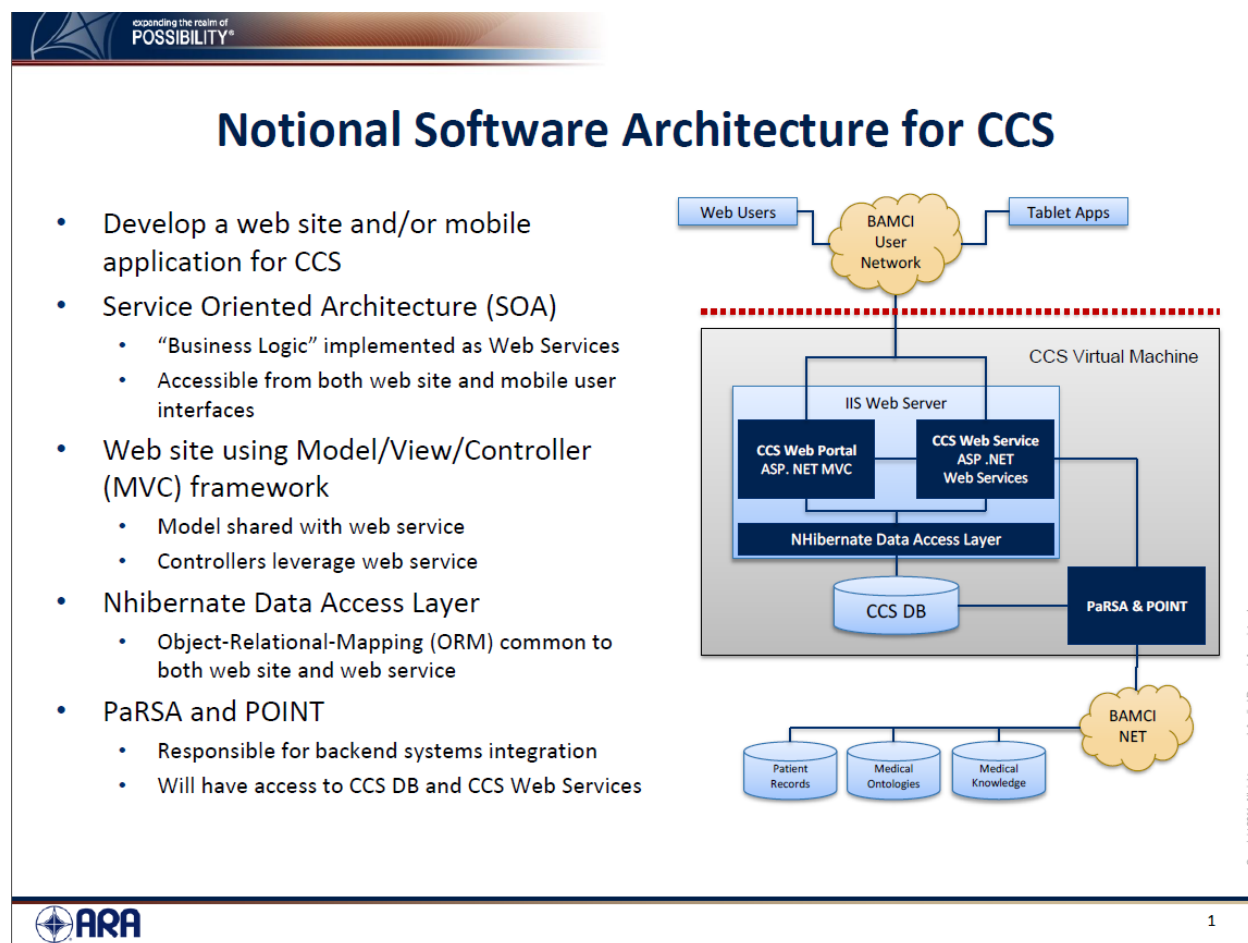 expanding the realm of
POSSIBILITY®
Notional Software Architecture for CCS
• Develop a web site and/or mobile
application for CCS
• Service Oriented Architecture (SOA)
• “Business Logic” implemented as Web Services
• Accessible from both web site and mobile user
interfaces
• Web site using Model/View/Controller
(MVC) framework
• Model shared with web service
• Controllers leverage web service
• Nhibernate Data Access Layer
• Object-Relational-Mapping (ORM) common to
both web site and web service
• PaRSA and POINT
• Responsible for backend systems integration
• Will have access to CCS DB and CCS Web Services
Web Users
BAMCI
User
Network
Tablet Apps
CCS Virtual Machine
IIS Web Server
CCS Web Portal
ASP. NET MVC
CCS Web Service
ASP .NET
Web Services
NHibernate Data Access Layer
CCS DB
PaRSA & POINT
BAMCI
NET
Patient
Records
Medical
Ontologies
Medical
Knowledge
ARA
1